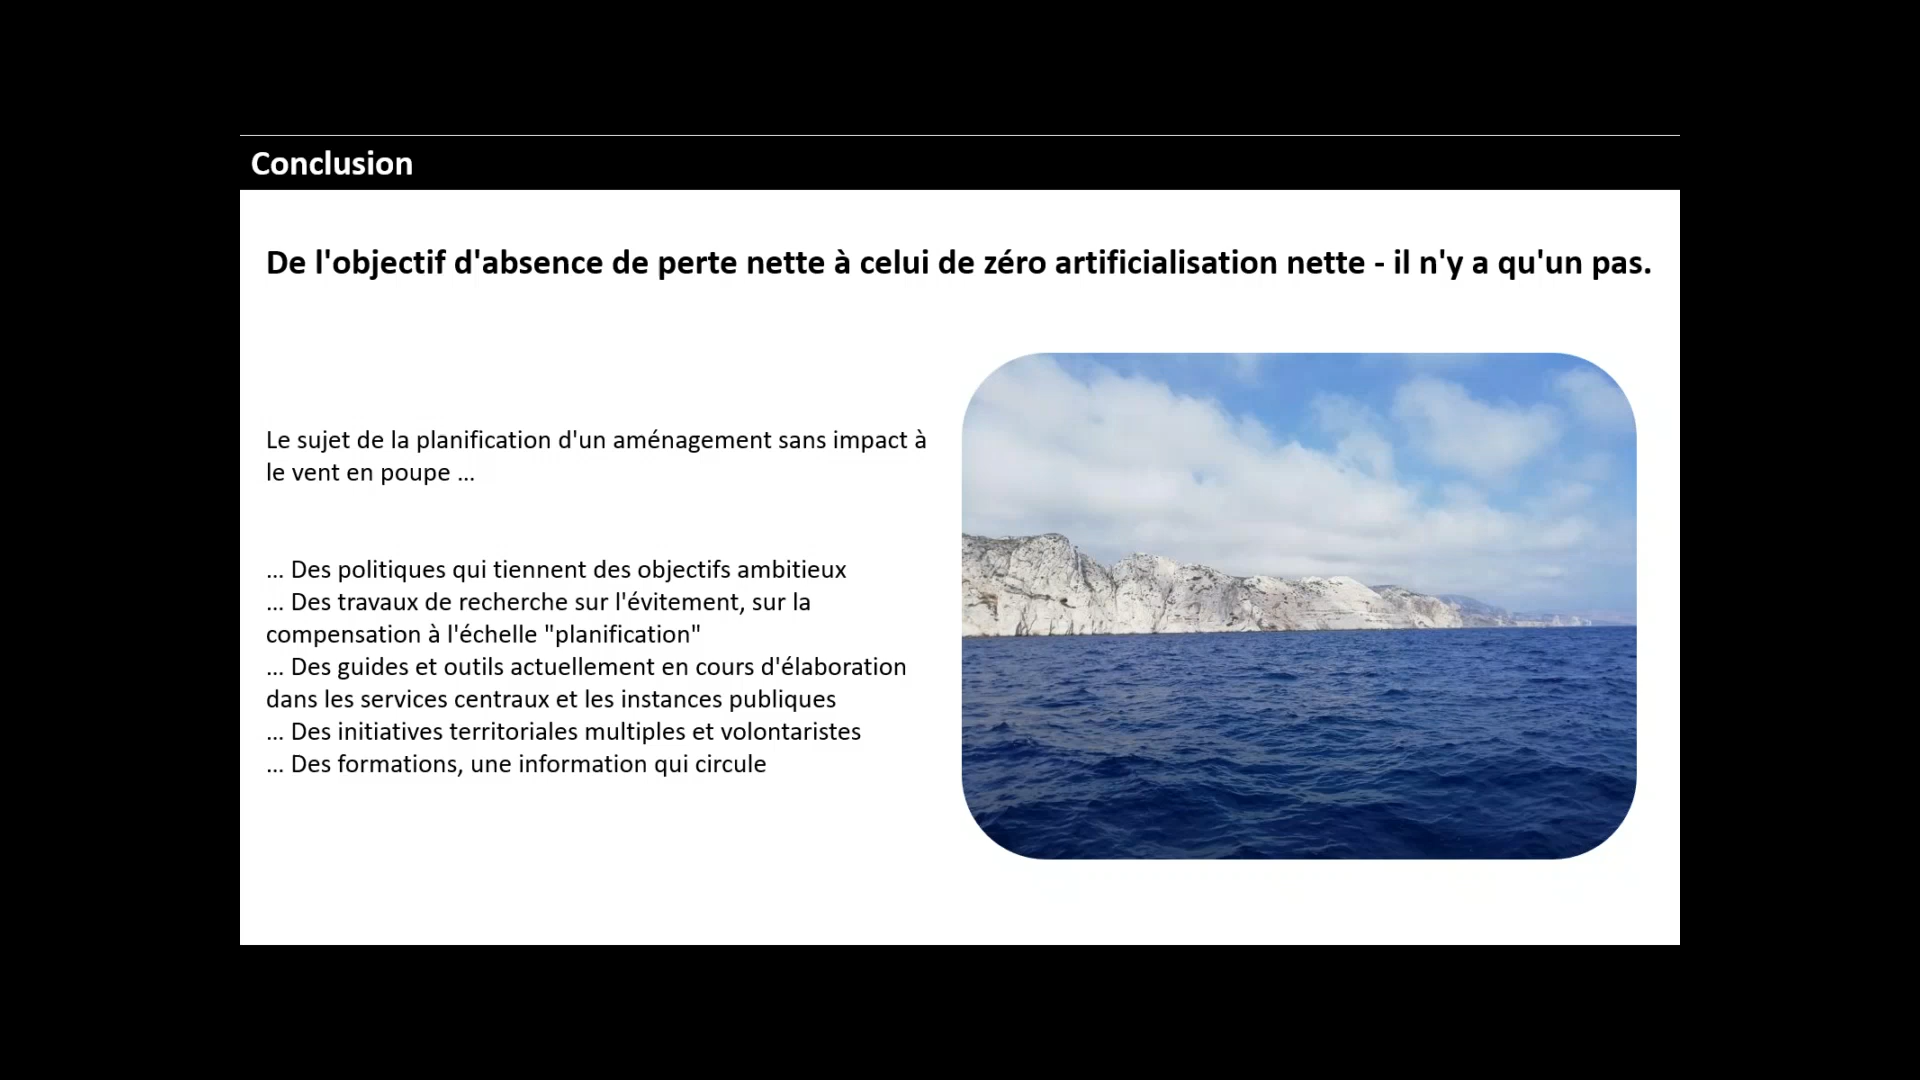 Conclusion
De l'objectif d'absence de perte nette à celui de zéro artificialisation nette - il n'y a qu'un pas.
Le sujet de la planification d'un aménagement sans impact à
le vent en poupe ...
... Des politiques qui tiennent des objectifs ambitieux
... Des travaux de recherche sur l'évitement, sur la
compensation à l'échelle "planification"
... Des guides et outils actuellement en cours d'élaboration
dans les services centraux et les instances publiques
... Des initiatives territoriales multiples et volontaristes
... Des formations, une information qui circule